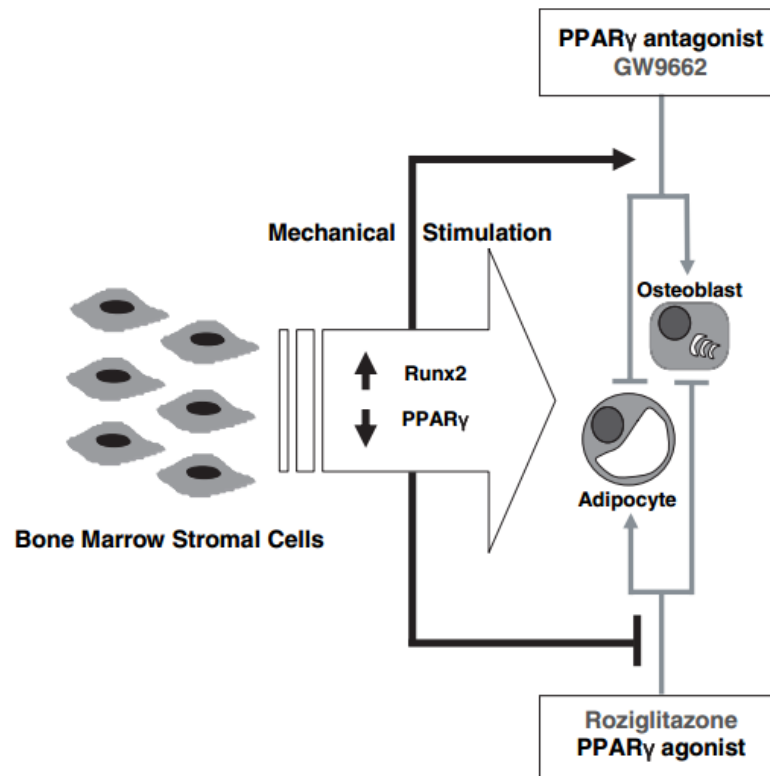 PPARγ antagonist
GW9662
Mechanical Stimulation
Osteoblast
Runx2
PPARγ
Adipocyte
Bone Marrow Stromal Cells
Roziglitazone
PPARγ agonist